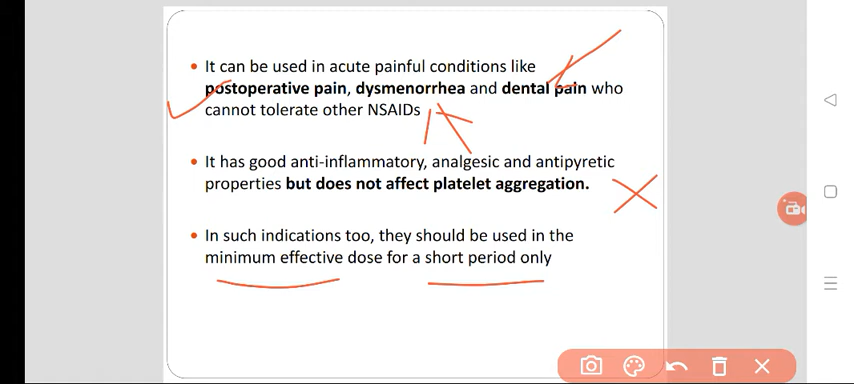 It can be used in acute painful conditions like
postoperative pain, dysmenorrhea and dental pain who
cannot tolerate other NSAIDs
It has good anti-inflammatory, analgesic and antipyretic
properties but does not affect platelet aggregation.
In such indications too, they should be used in the
minimum effective dose for a short period only